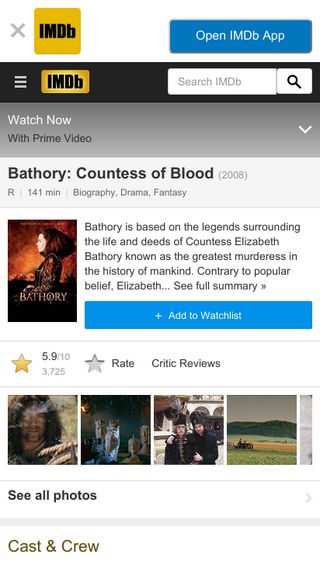 IMDb
Open IMDb App
IMDb
Search IMDb
Watch Now
With Prime Video
Bathory: Countess of Blood (2008)
R | 141 min | Biography, Drama, Fantasy
BATHORY
Bathory is based on the legends surrounding
the life and deeds of Countess Elizabeth
Bathory known as the greatest murderess in
the history of mankind. Contrary to popular
belief, Elizabeth... See full summary »
+ Add to Watchlist
5.9/10
3,725
Rate
Critic Reviews
See all photos
Cast & Crew